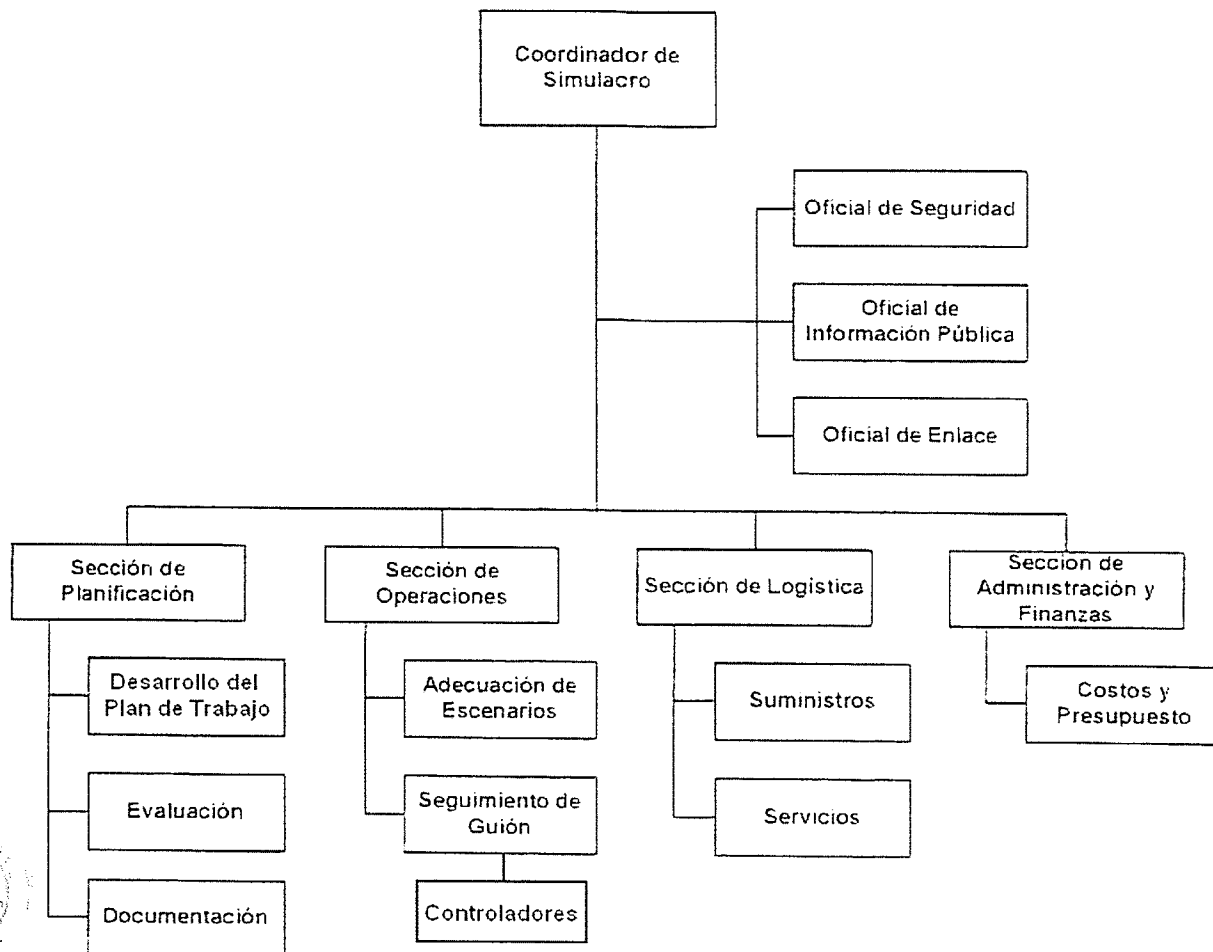 Coordinador de
Simulacro
Oficial de Seguridad
Oficial de
Información Pública
Oficial de Enlace
Sección de
Planificación
Sección de
Operaciones
Sección de Logística
Sección de
Administración y
Finanzas
Desarrollo del
Plan de Trabajo
Evaluación
Documentación
Adecuación de
Escenarios
Seguimiento de
Guión
Controladores
Suministros
Servicios
Costos y
Presupuesto